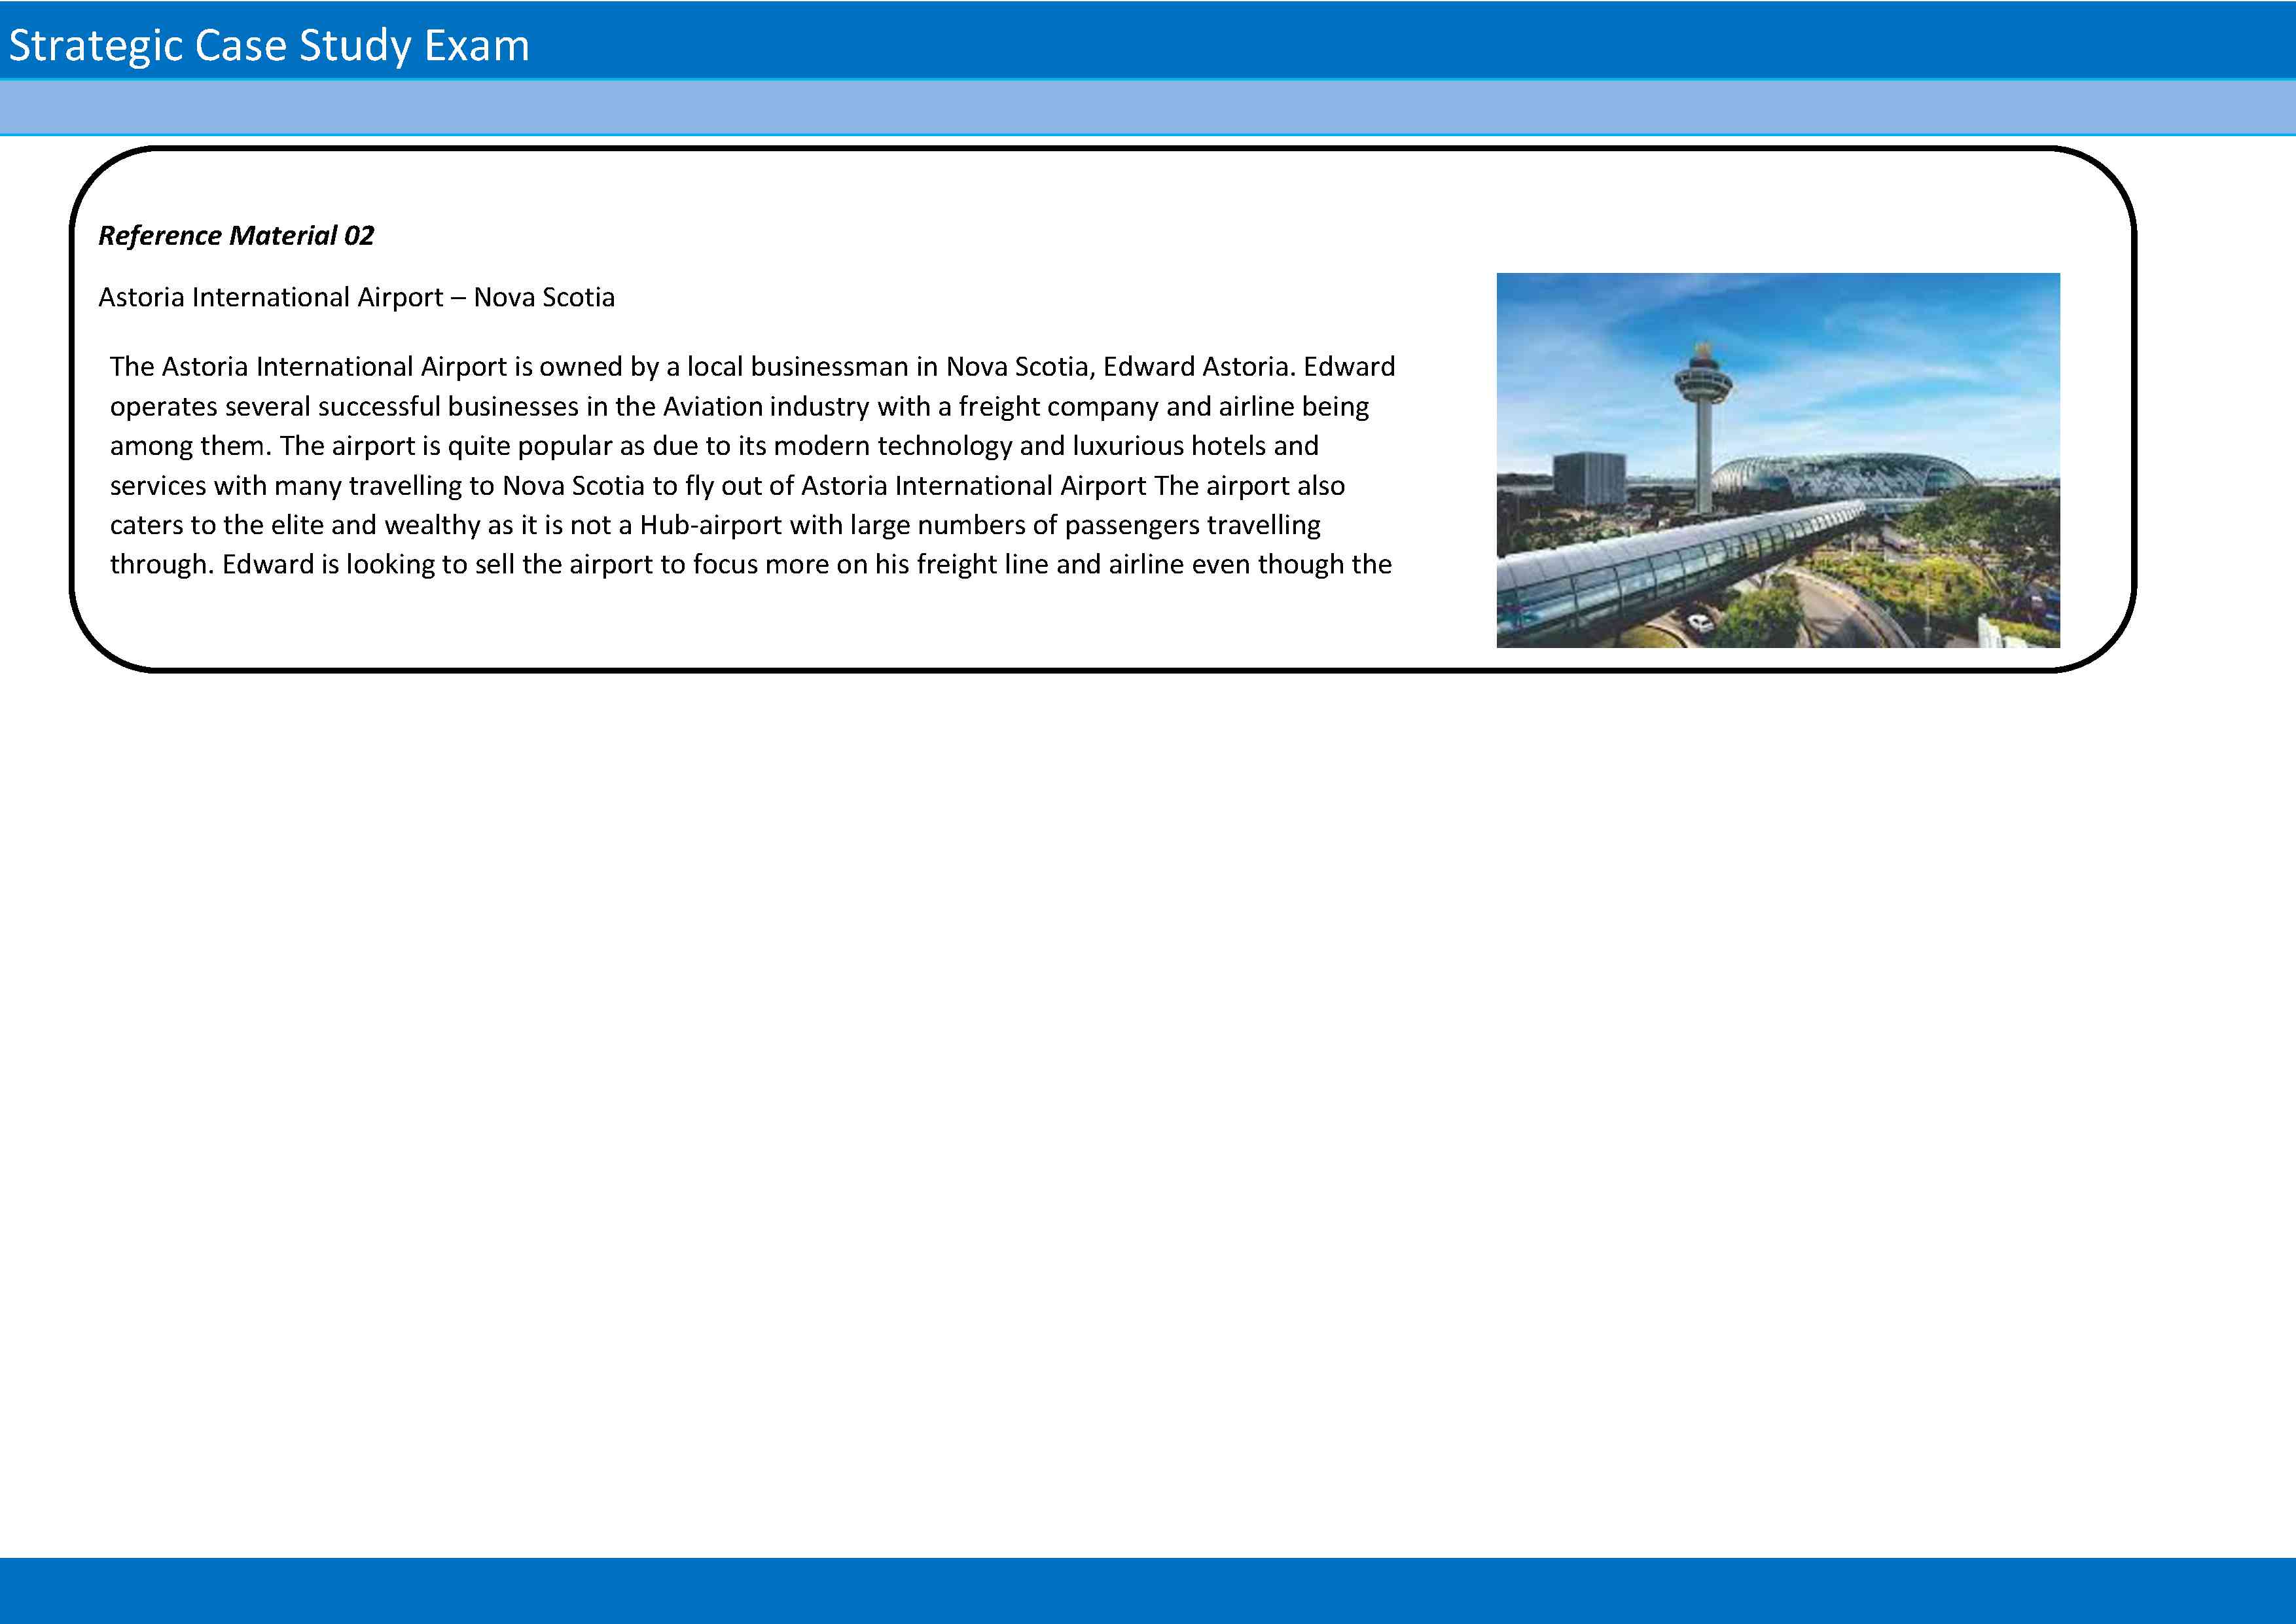 Strategic Case Study Exam
Reference Material 02
Astoria International Airport – Nova Scotia
The Astoria International Airport is owned by a local businessman in Nova Scotia, Edward Astoria. Edward
operates several successful businesses in the Aviation industry with a freight company and airline being
among them. The airport is quite popular as due to its modern technology and luxurious hotels and
services with many travelling to Nova Scotia to fly out of Astoria International Airport The airport also
caters to the elite and wealthy as it is not a Hub-airport with large numbers of passengers travelling
through. Edward is looking to sell the airport to focus more on his freight line and airline even though the